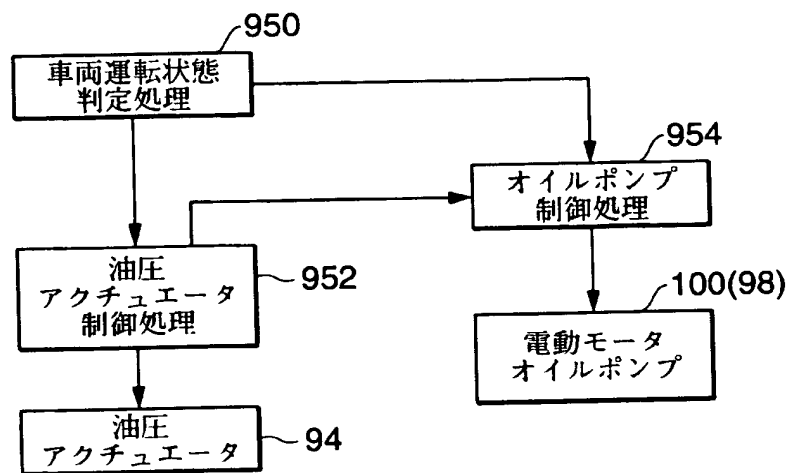 950
車両運転状態
判定処理
954
オイルポンプ
制御処理
油圧
アクチュエータ
制御処理
952
100(98)
電動モータ
オイルポンプ
油圧
アクチュエータ
94